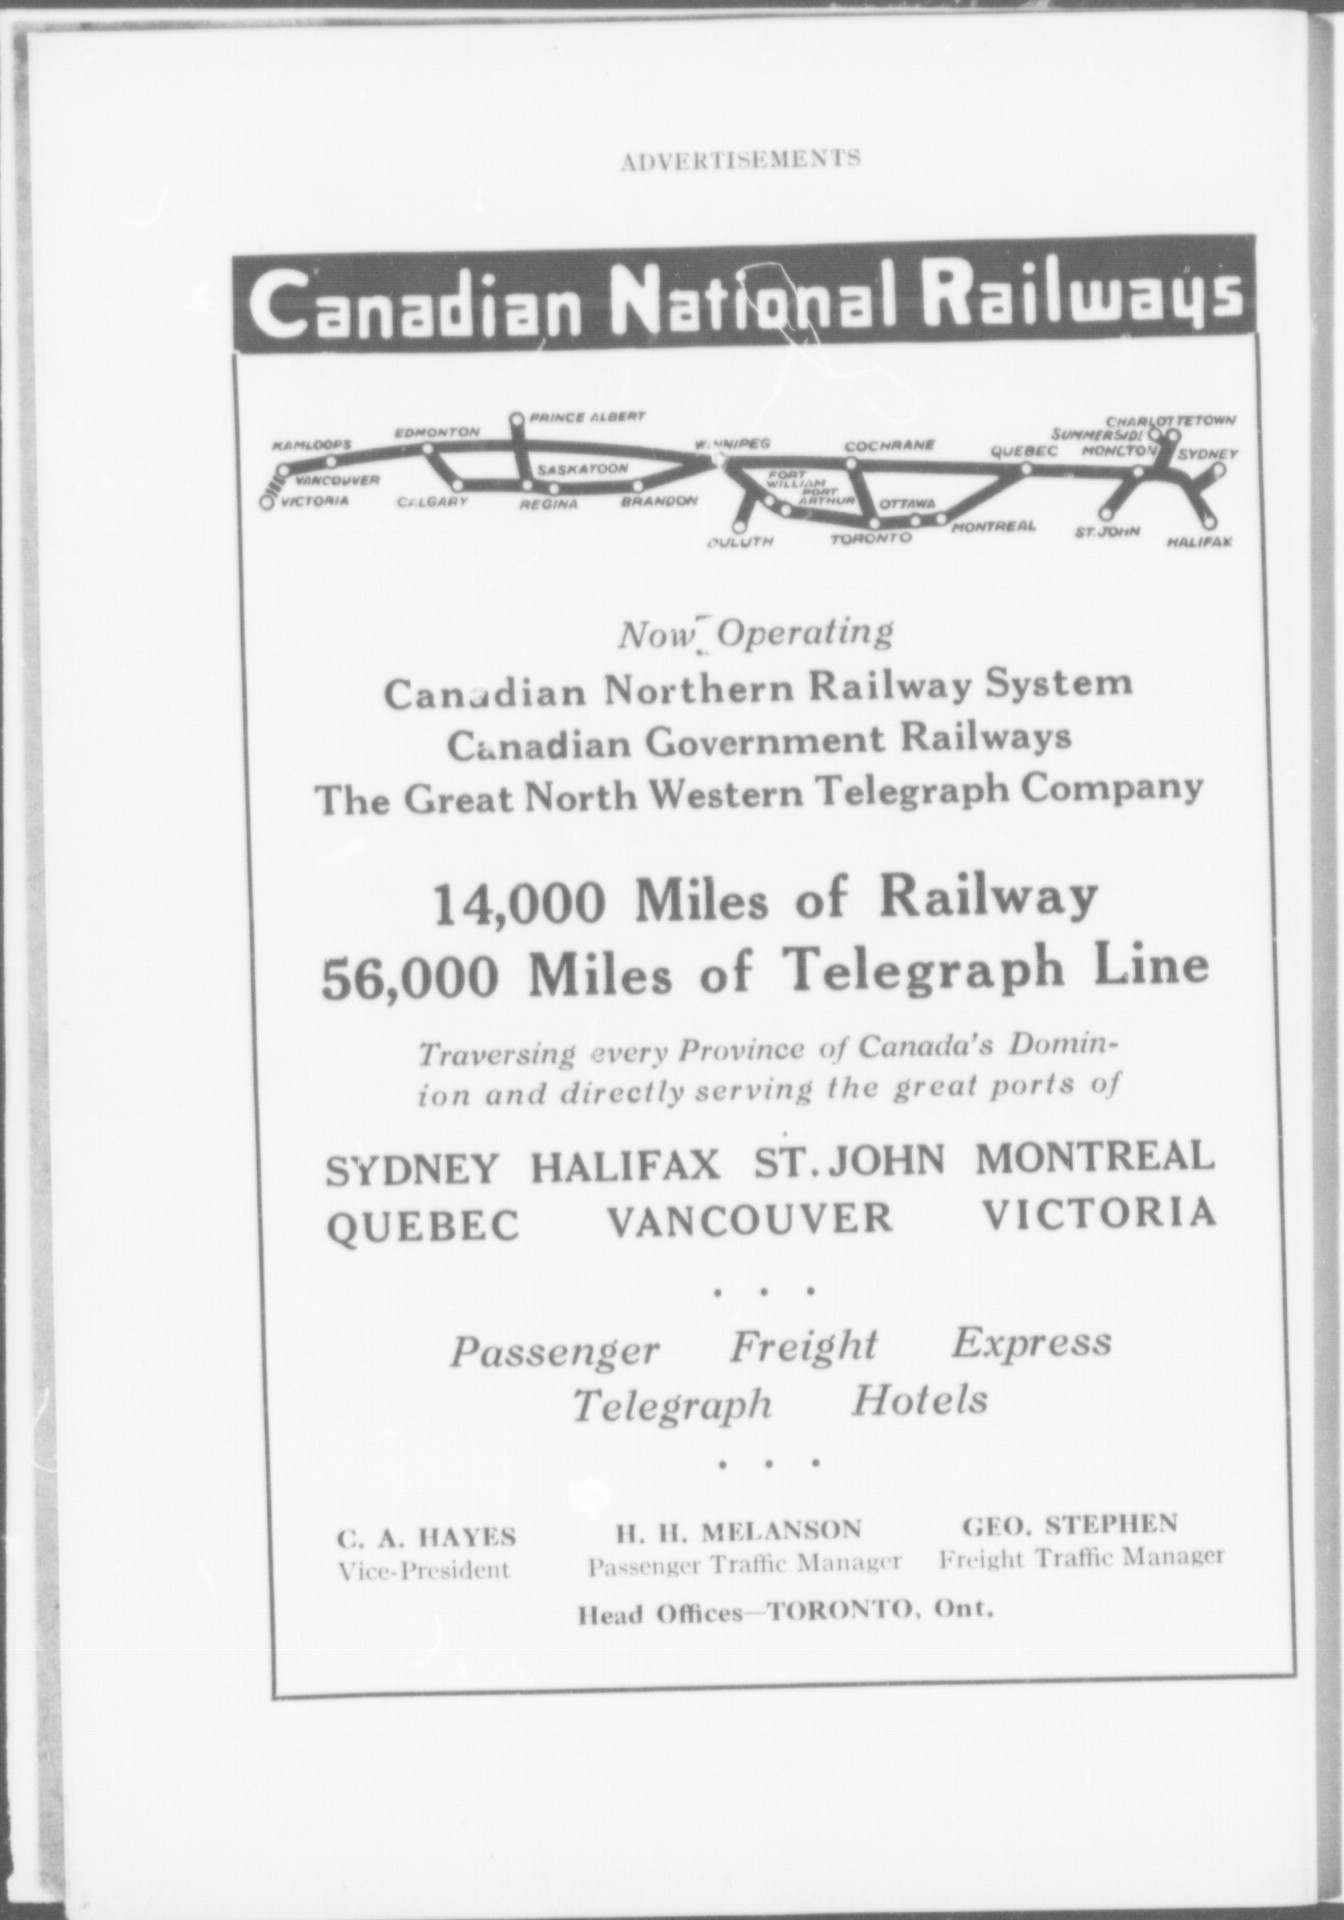 ADVERTISEMENTS
Canadian National Railways
PRINCE ALBERT
CHARLOTTETOWN
EDMONTON
SUMMERSIDE
KAMLOOPS
WINNIPEG
COCHRANE
QUEBEC
MONCTON
SYDNEY
SASKATOON
VANCOUVER
FORT
WILLIAM
PORT
ARTHUR
VICTORIA
CALGARY
REGINA
BRANDON
OTTAWA
MONTREAL
ST. JOHN
DULUTH
TORONTO
HALIFAX
Now Operating
Canadian Northern Railway System
Canadian Government Railways
The Great North Western Telegraph Company
14,000 Miles of Railway
56,000 Miles of Telegraph Line
Traversing every Province of Canada's Domin-
ion and directly serving the great ports of
SYDNEY HALIFAX ST. JOHN MONTREAL
QUEBEC VANCOUVER VICTORIA
. . .
Passenger Freight Express
Telegraph Hotels
. . .
C. A. HAYES H. H. MELANSON GEO. STEPHEN
Vice-President Passenger Traffic Manager Freight Traffic Manager
Head Offices—TORONTO, Ont.